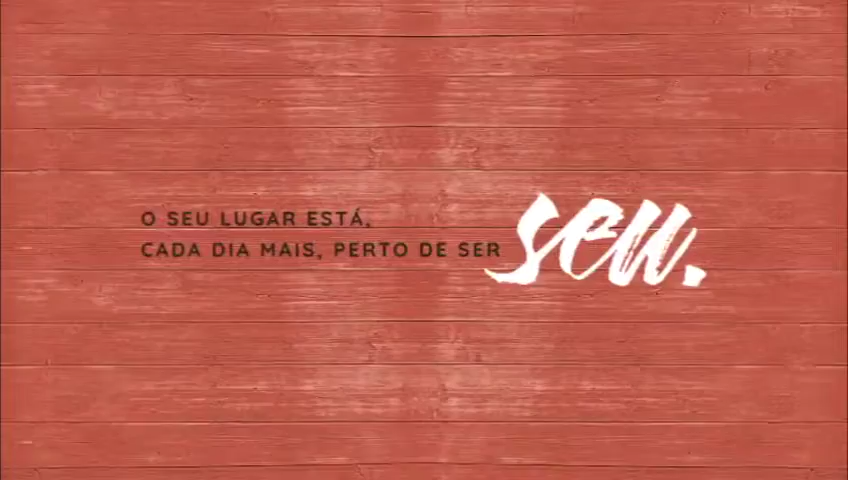 O SEU LUGAR ESTÁ,
CADA DIA MAIS, PERTO DE SER seu.